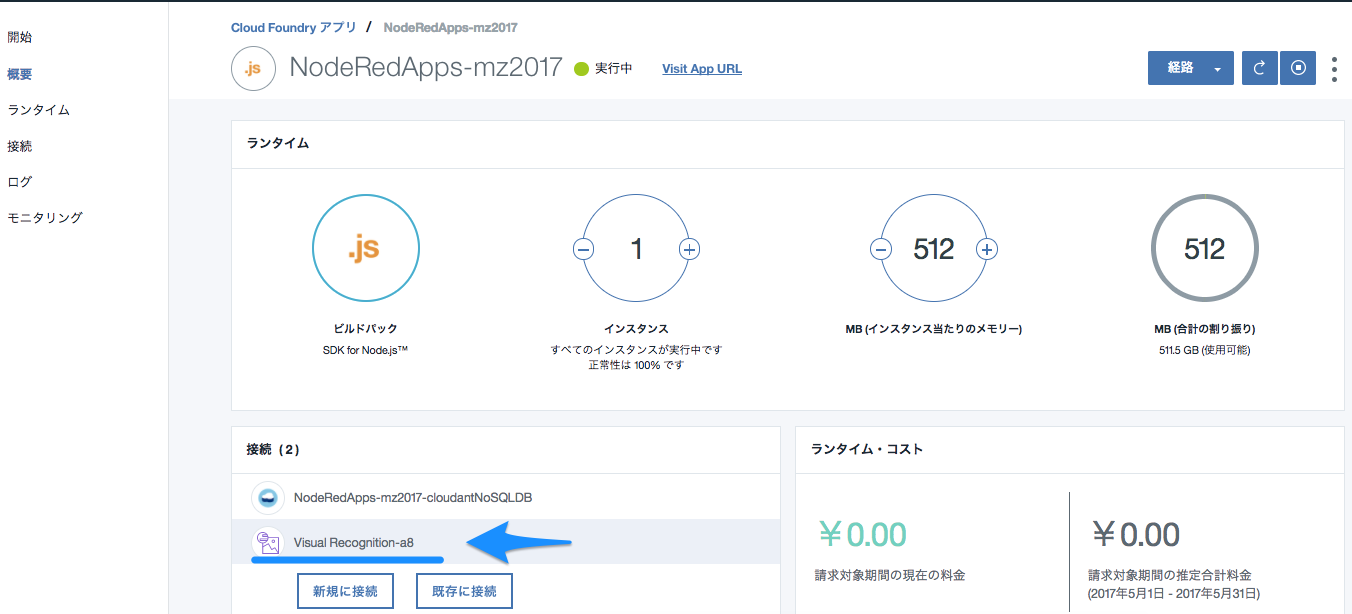 開始
概要
ランタイム
接続
ログ
モニタリング
Cloud Foundry アプリ / NodeRedApps-mz2017
.js NodeRedApps-mz2017 実行中 Visit App URL 経路
ランタイム
.js 1 512 512
ビルドパック インスタンス MB (インスタンス当たりのメモリー) MB (合計の割り振り)
SDK for Node.js™ すべてのインスタンスが実行中です 511.5 GB (使用可能)
正常性は 100% です
接続 (2)
NodeRedApps-mz2017-cloudantNoSQLDB
Visual Recognition-a8
新規に接続 既存に接続
ランタイム・コスト
¥0.00 ¥0.00
請求対象期間の現在の料金 請求対象期間の推定合計料金
(2017年5月1日 - 2017年5月31日)